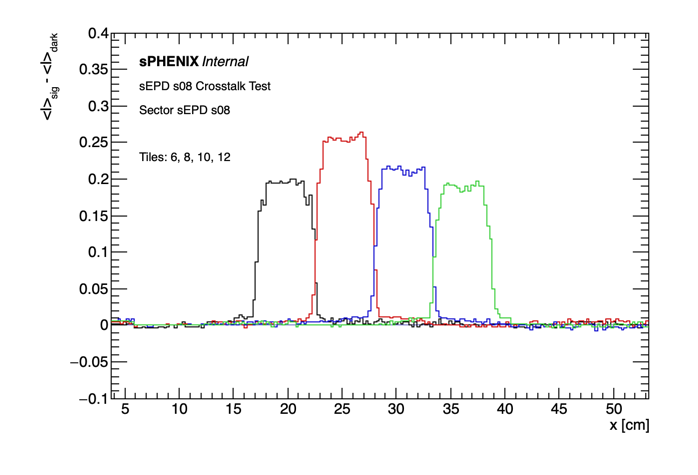 0.4
<I>sig - <I>dark
0.35
sPHENIX Internal
sEPD s08 Crosstalk Test
0.3
Sector sEPD s08
0.25
Tiles: 6, 8, 10, 12
0.2
0.15
0.1
0.05
0
−0.05
−0.1
5 10 15 20 25 30 35 40 45 50
x [cm]